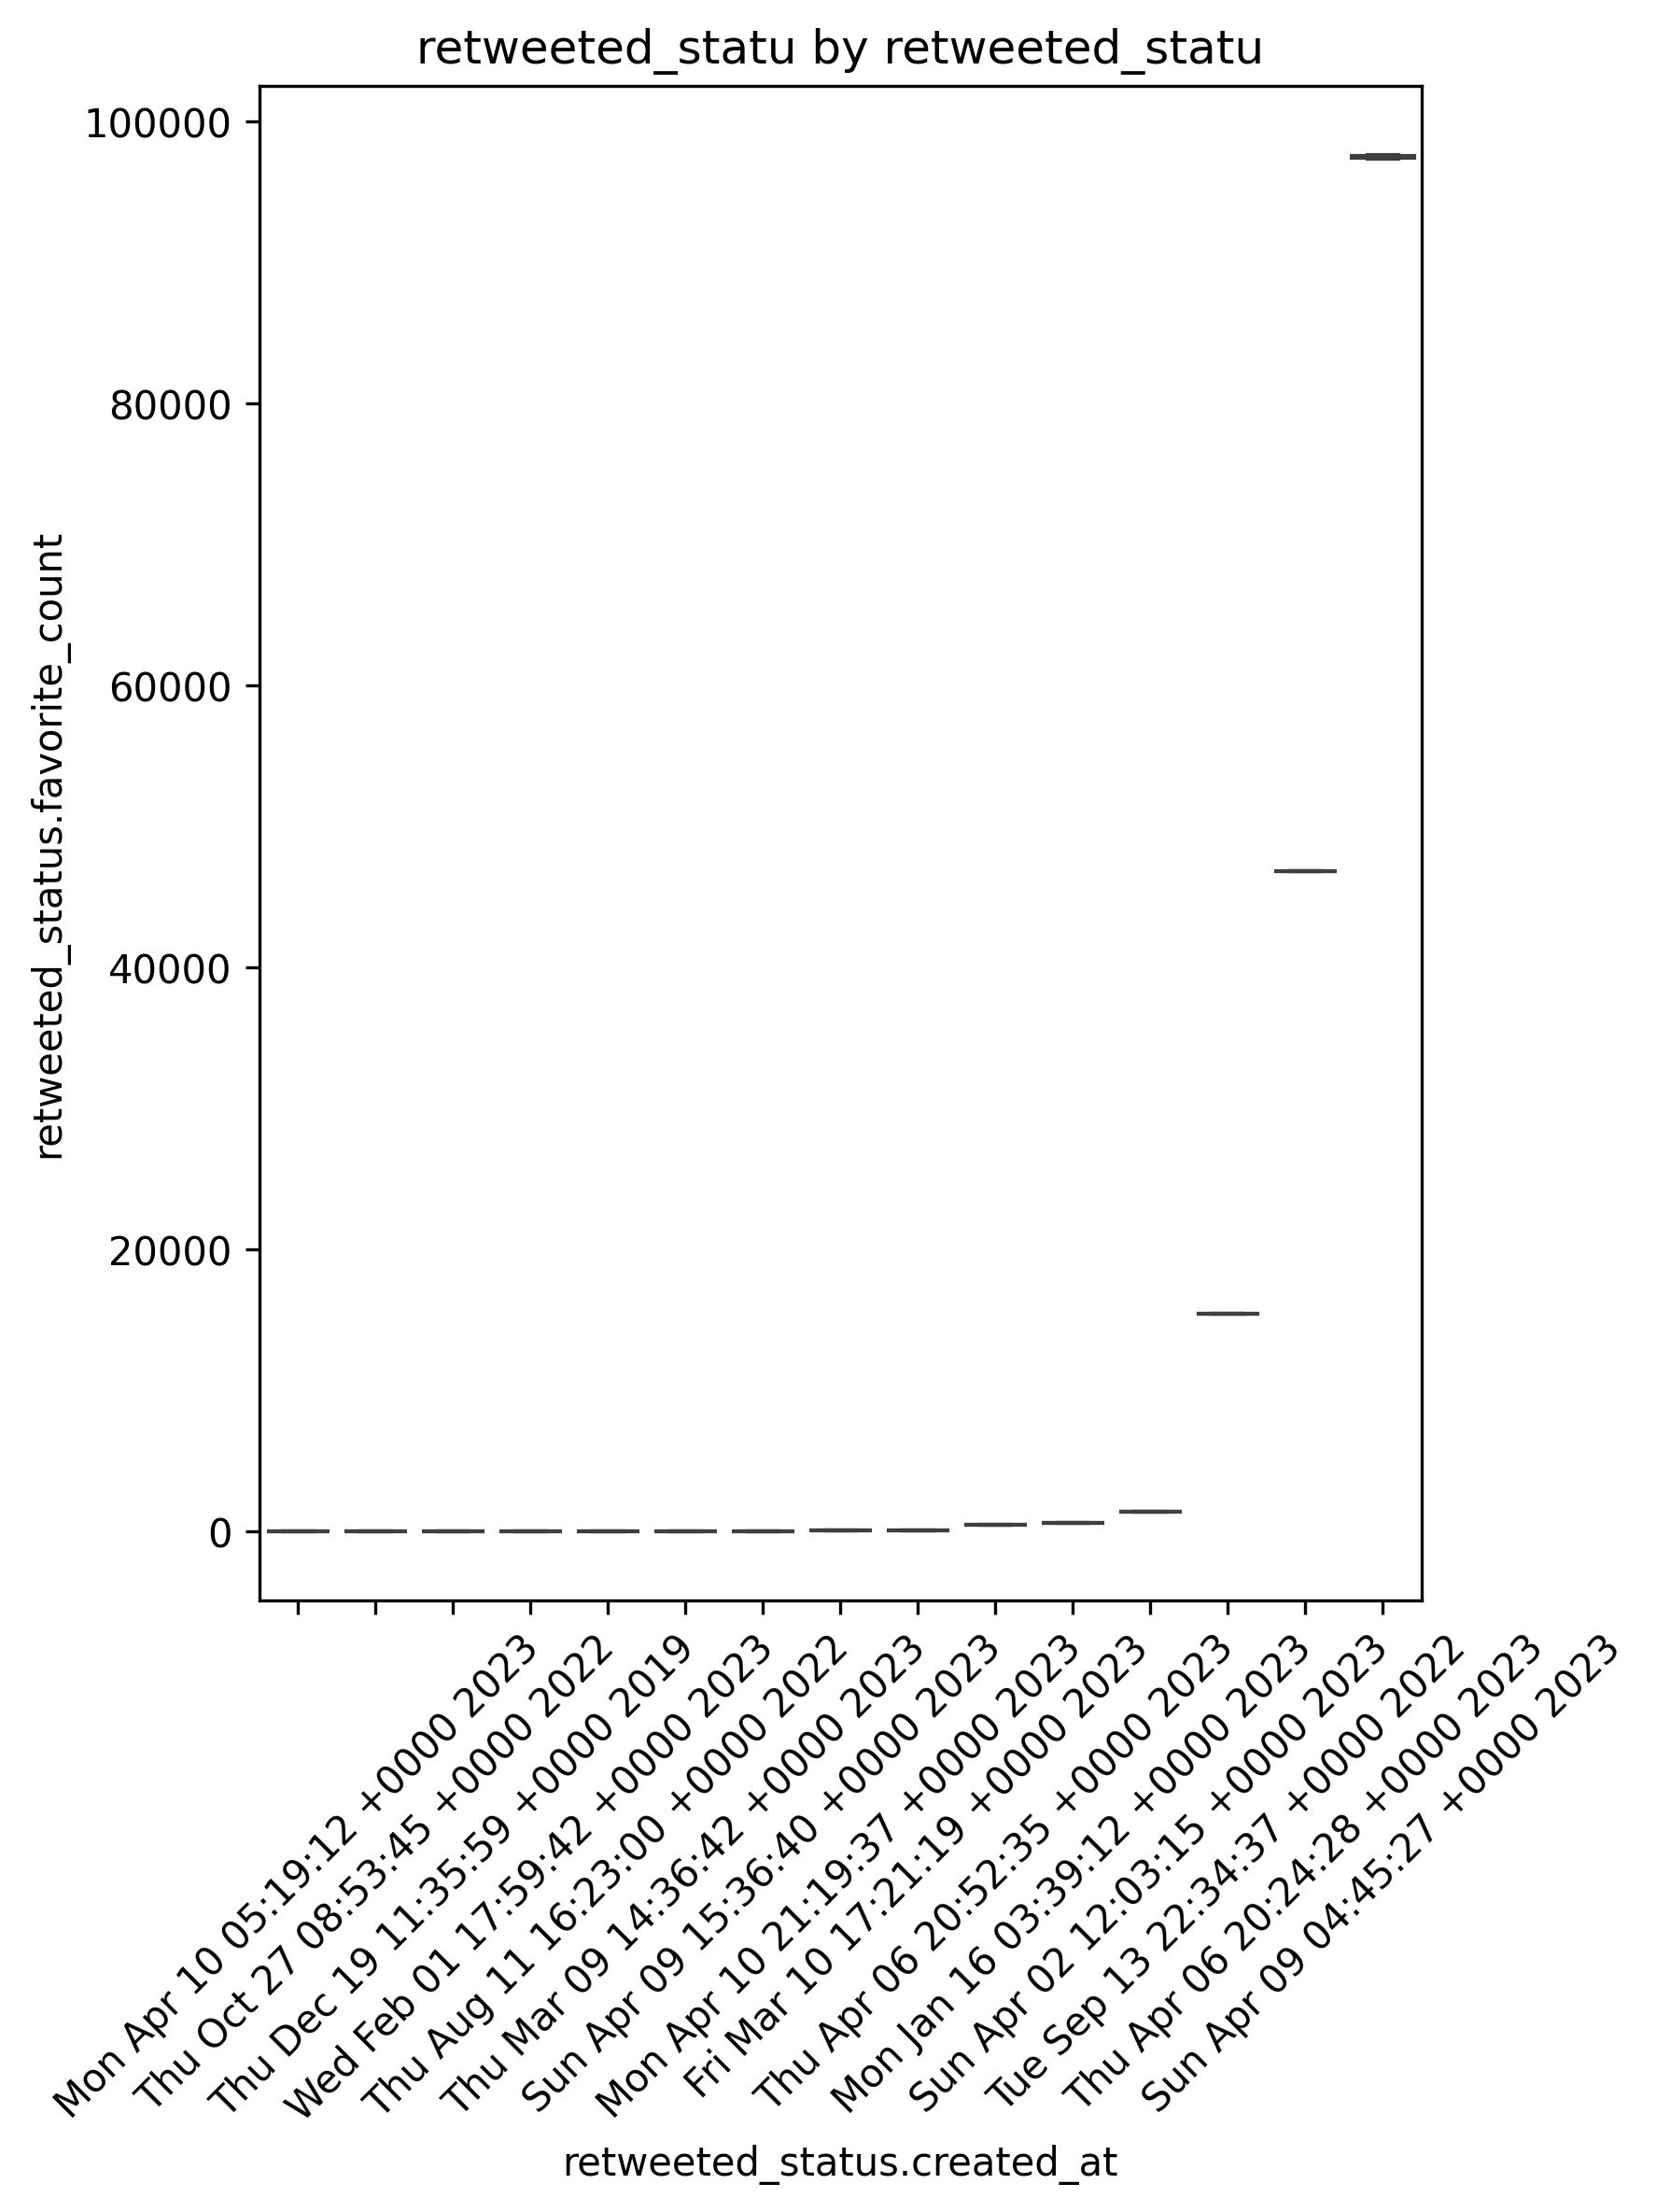 retweeted_statu by retweeted_statu
100000
80000
60000
40000
20000
0
retweeted_status.favorite_count
Mon Apr 10 05:19:12 +0000 2023
Thu Oct 27 08:53:45 +0000 2022
Thu Dec 19 11:35:59 +0000 2019
Wed Feb 01 17:59:42 +0000 2023
Thu Aug 11 16:23:00 +0000 2022
Thu Mar 09 14:36:42 +0000 2023
Sun Apr 09 15:36:40 +0000 2023
Mon Apr 10 21:19:37 +0000 2023
Fri Mar 10 17:21:19 +0000 2023
Thu Apr 06 20:52:35 +0000 2023
Mon Jan 16 03:39:12 +0000 2023
Sun Apr 02 12:03:15 +0000 2023
Tue Sep 13 22:34:37 +0000 2022
Thu Apr 06 20:24:28 +0000 2023
Sun Apr 09 04:45:27 +0000 2023
retweeted_status.created_at